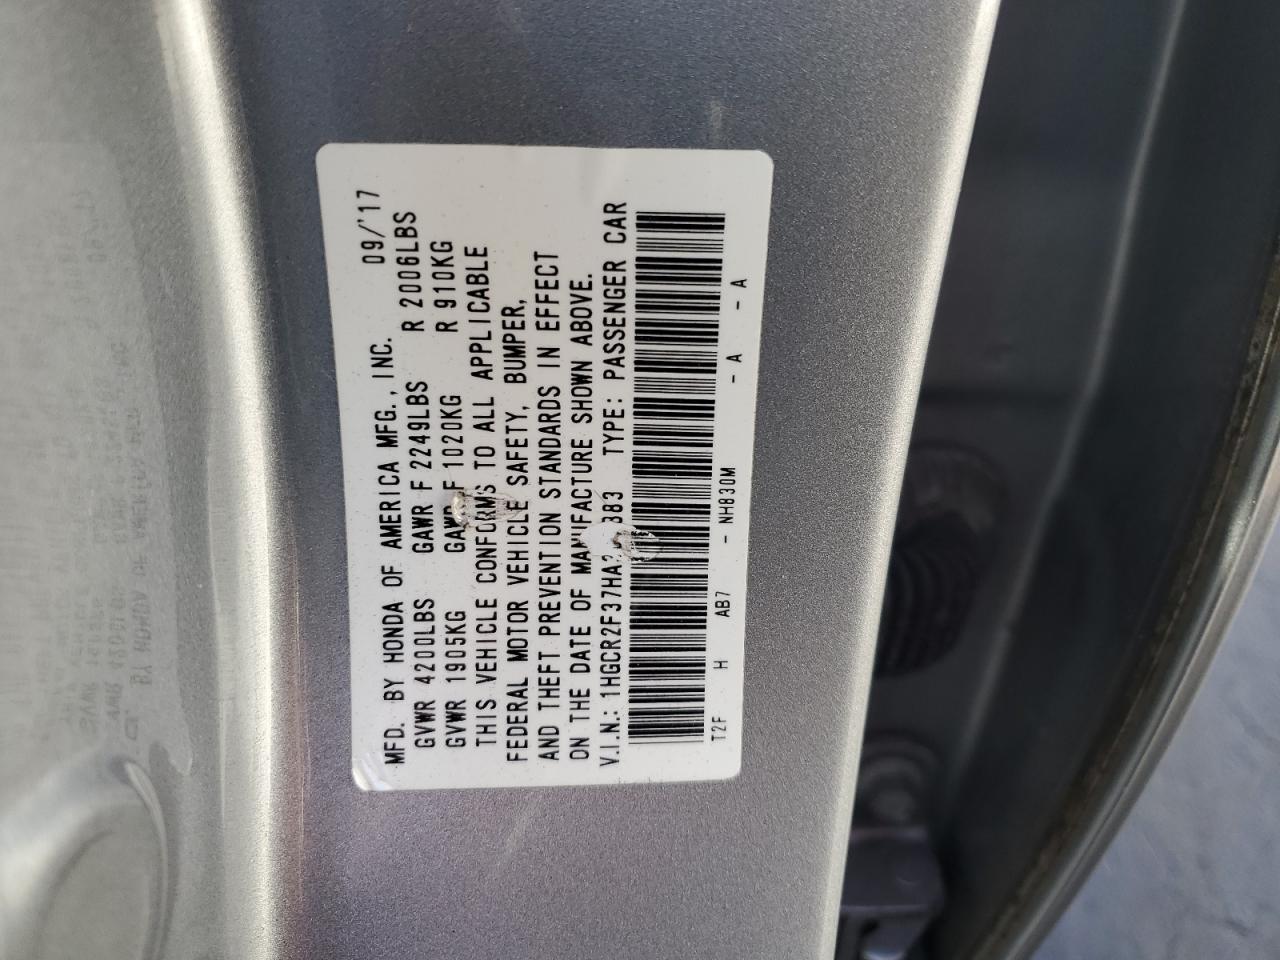 MFD. BY HONDA OF AMERICA MFG., INC. 09/'17
GVWR 4200LBS GAWR F 2249LBS R 2006LBS
GVWR 1905KG GAWR F 1020KG R 910KG
THIS VEHICLE CONFORMS TO ALL APPLICABLE
FEDERAL MOTOR VEHICLE SAFETY, BUMPER,
AND THEFT PREVENTION STANDARDS IN EFFECT
ON THE DATE OF MANUFACTURE SHOWN ABOVE.
V.I.N.: TYPE: PASSENGER CAR
T2F H AB7 - NH830M - A - A